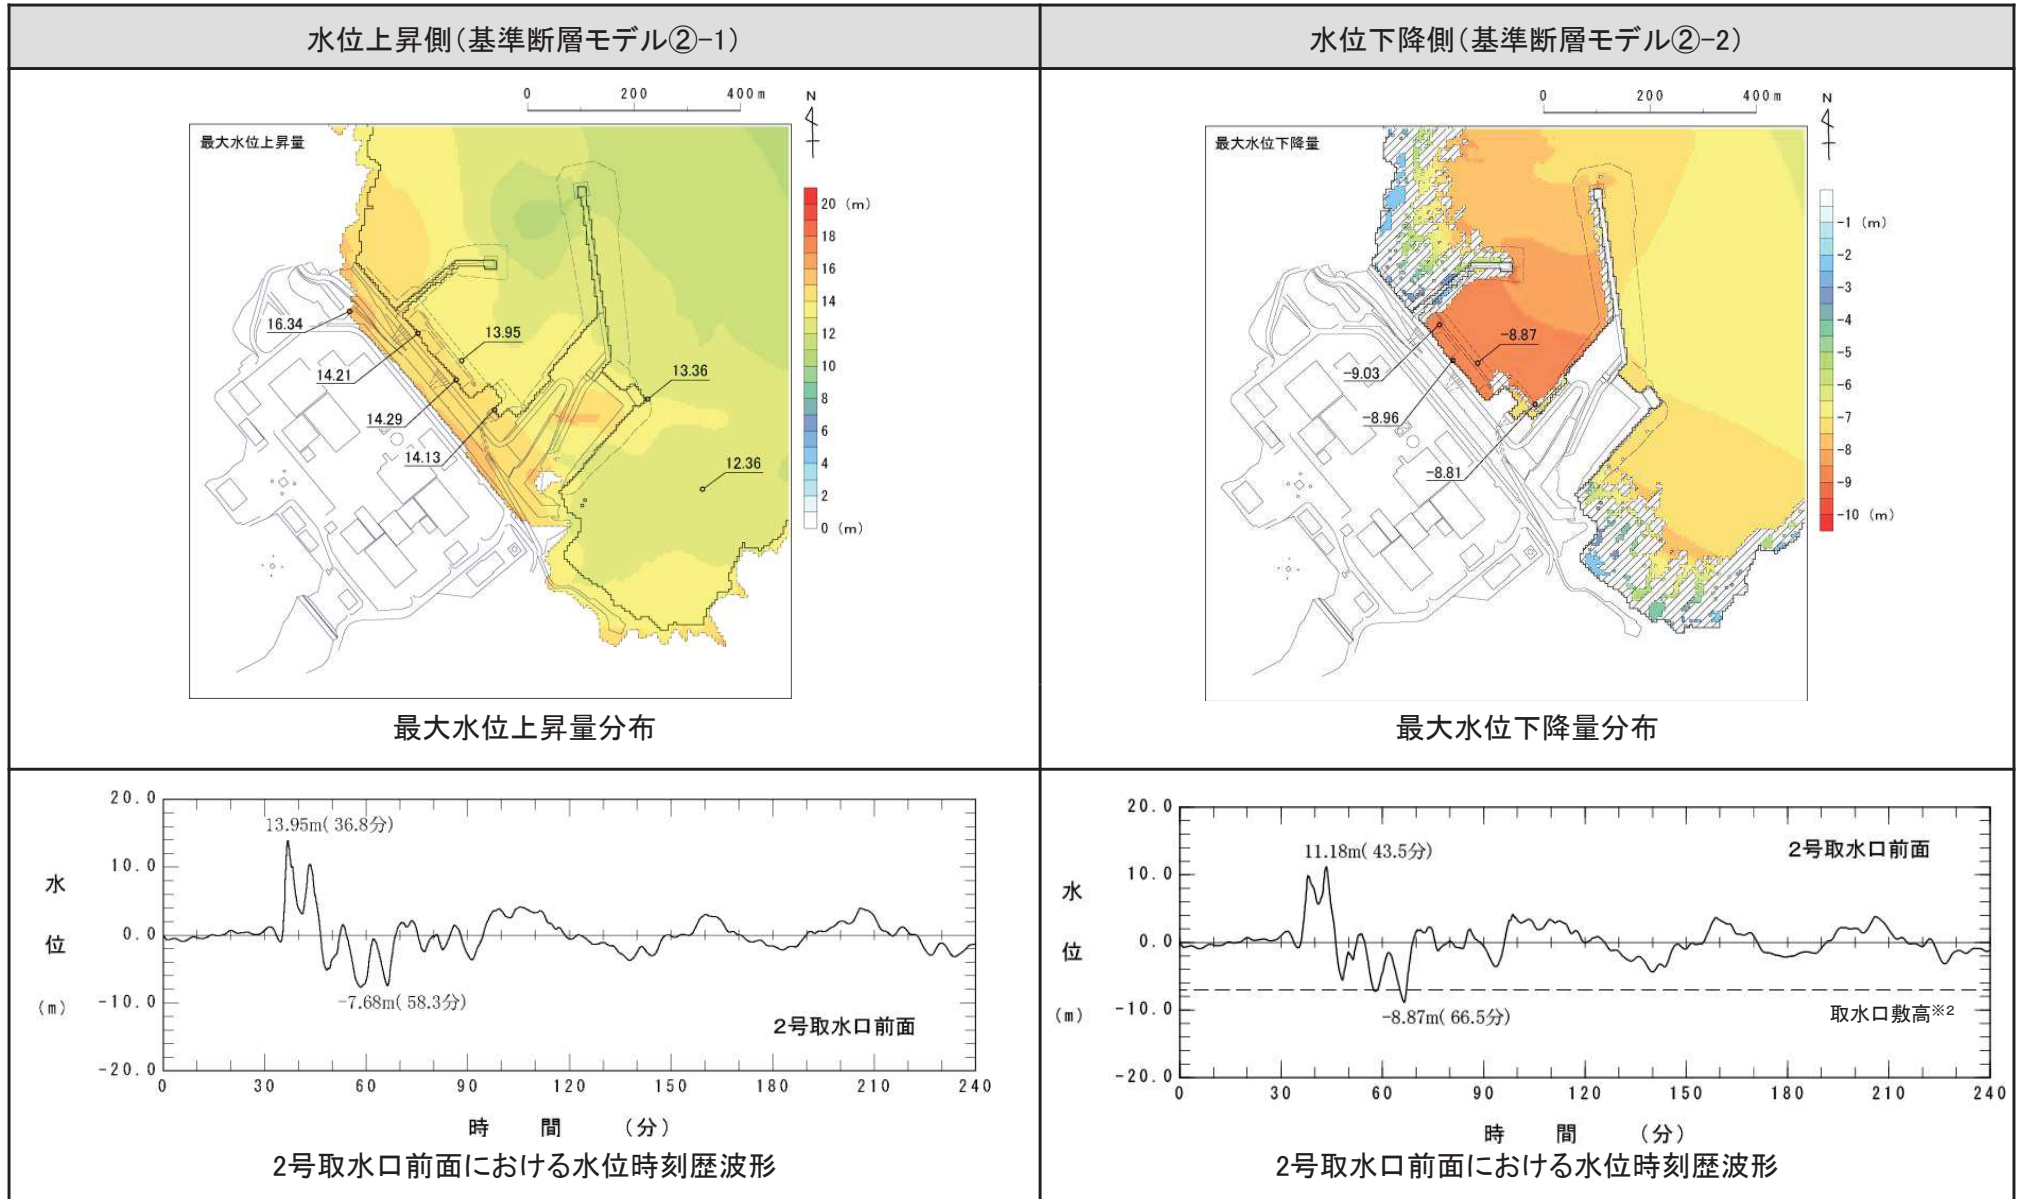 水位上昇側(基準断層モデル②-1)
水位下降側(基準断層モデル②-2)
0 200 400m
N
最大水位上昇量
16.34
14.21
13.95
14.29
14.13
13.36
12.36
20 (m)
18
16
14
12
10
8
6
4
2
0 (m)
最大水位上昇量分布
0 200 400m
N
最大水位下降量
-8.87
-9.03
-8.96
-8.81
-1 (m)
-2
-3
-4
-5
-6
-7
-8
-9
-10 (m)
最大水位下降量分布
水位(m)
20.0
10.0
0.0
-10.0
-20.0
13.95m( 36.8分)
-7.68m( 58.3分)
2号取水口前面
0 30 60 90 120 150 180 210 240
時 間 (分)
2号取水口前面における水位時刻歴波形
水位(m)
20.0
10.0
0.0
-10.0
-20.0
11.18m( 43.5分)
2号取水口前面
-8.87m( 66.5分)
取水口敷高※2
0 30 60 90 120 150 180 210 240
時 間 (分)
2号取水口前面における水位時刻歴波形